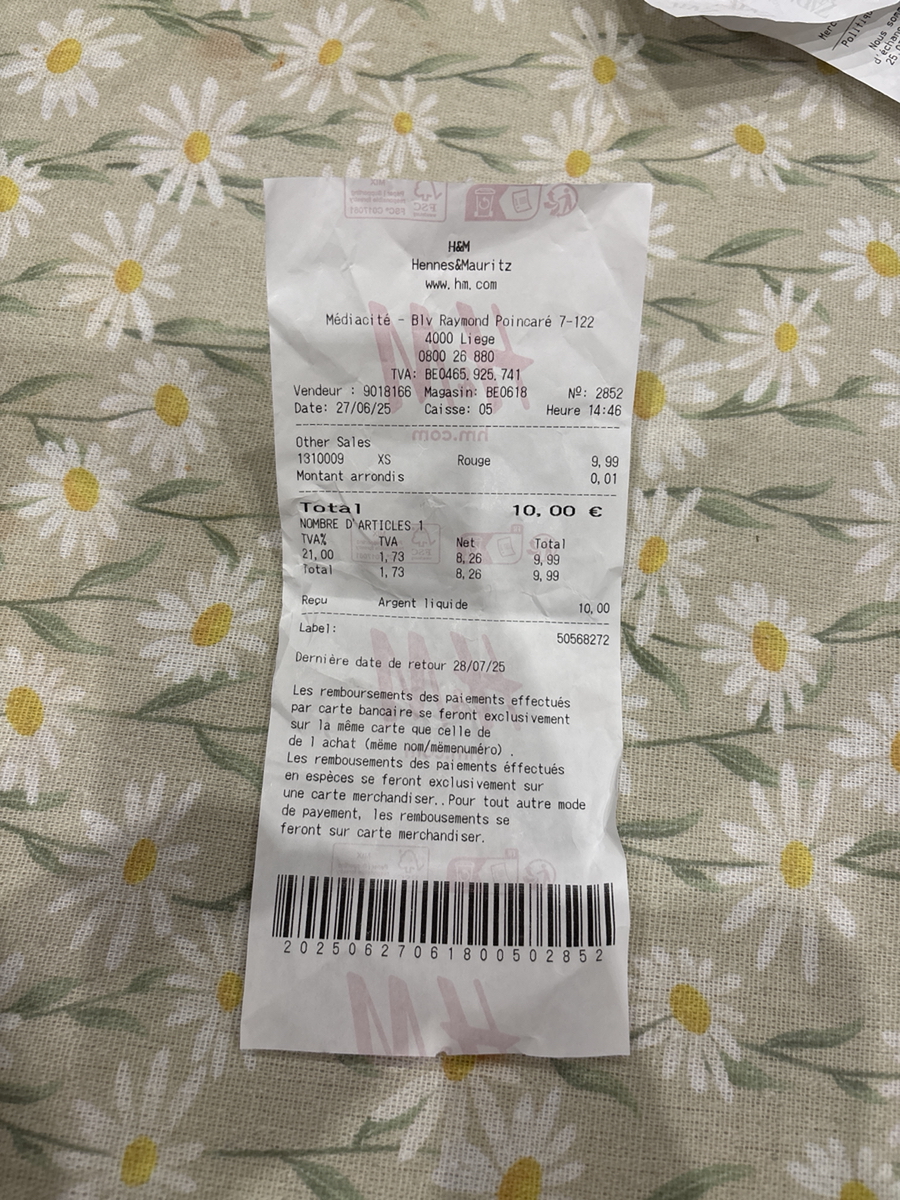 H&M
Hennes&Mauritz
www.hm.com
Médiacité - Blv Raymond Poincaré 7-122
4000 Liege
0800 26 880
TVA: BE0465.925.741
Vendeur : 9018166 Magasin: BE0618 Nº: 2852
Date: 27/06/25 Caisse: 05 Heure 14:46
hm.com
Other Sales
1310009 XS Rouge 9,99
Montant arrondis 0,01
Total 10,00 €
NOMBRE D'ARTICLES 1
TVA% TVA Net Total
21,00 1,73 8,26 9,99
Total 1,73 8,26 9,99
Reçu Argent liquide 10,00
Label: 50568272
Dernière date de retour 28/07/25
Les remboursements des paiements effectués
par carte bancaire se feront exclusivement
sur la même carte que celle de
de l achat (mëme nom/mëmenuméro) .
Les rembousements des paiements éffectués
en espèces se feront exclusivement sur
une carte merchandiser..Pour tout autre mode
de payement, les rembousements se
feront sur carte merchandiser.
20250627061800502852